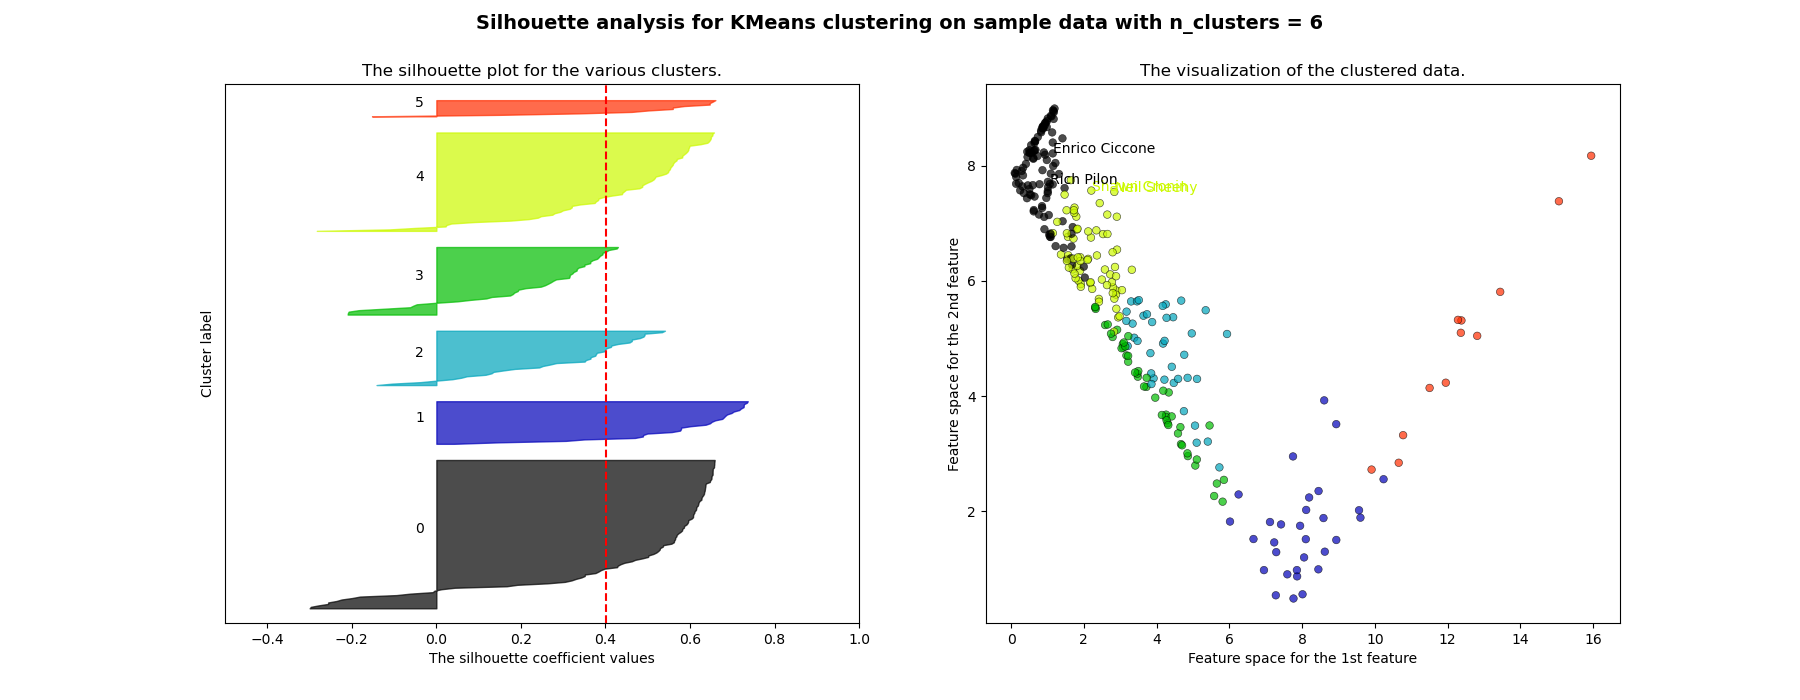 Silhouette analysis for KMeans clustering on sample data with n_clusters = 6
The silhouette plot for the various clusters.
Cluster label
5
4
3
2
1
0
−0.4 −0.2 0.0 0.2 0.4 0.6 0.8 1.0
The silhouette coefficient values
The visualization of the clustered data.
Feature space for the 2nd feature
8
6
4
2
Enrico Ciccone
Rich Pilon
Neil Sheehy
0 2 4 6 8 10 12 14 16
Feature space for the 1st feature